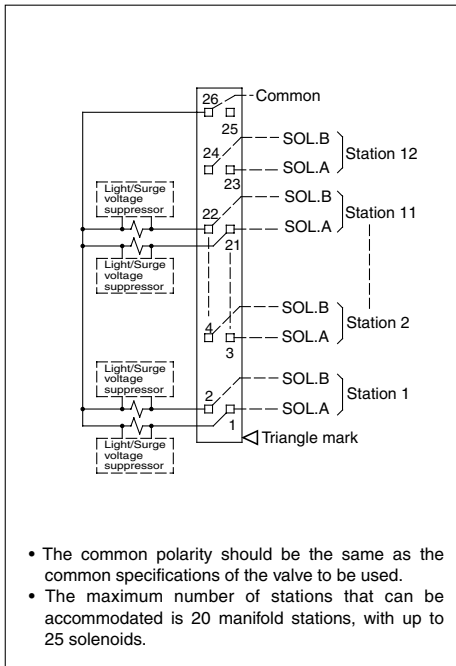 26
Common
25
24
SOL.B
Station 12
SOL.A
23
Light/Surge
voltage
suppressor
22
SOL.B
Station 11
SOL.A
21
Light/Surge
voltage
suppressor
4
SOL.B
Station 2
SOL.A
3
Light/Surge
voltage
suppressor
2
SOL.B
Station 1
SOL.A
1
Triangle mark
Light/Surge
voltage
suppressor
• The common polarity should be the same as the
common specifications of the valve to be used.
• The maximum number of stations that can be
accommodated is 20 manifold stations, with up to
25 solenoids.